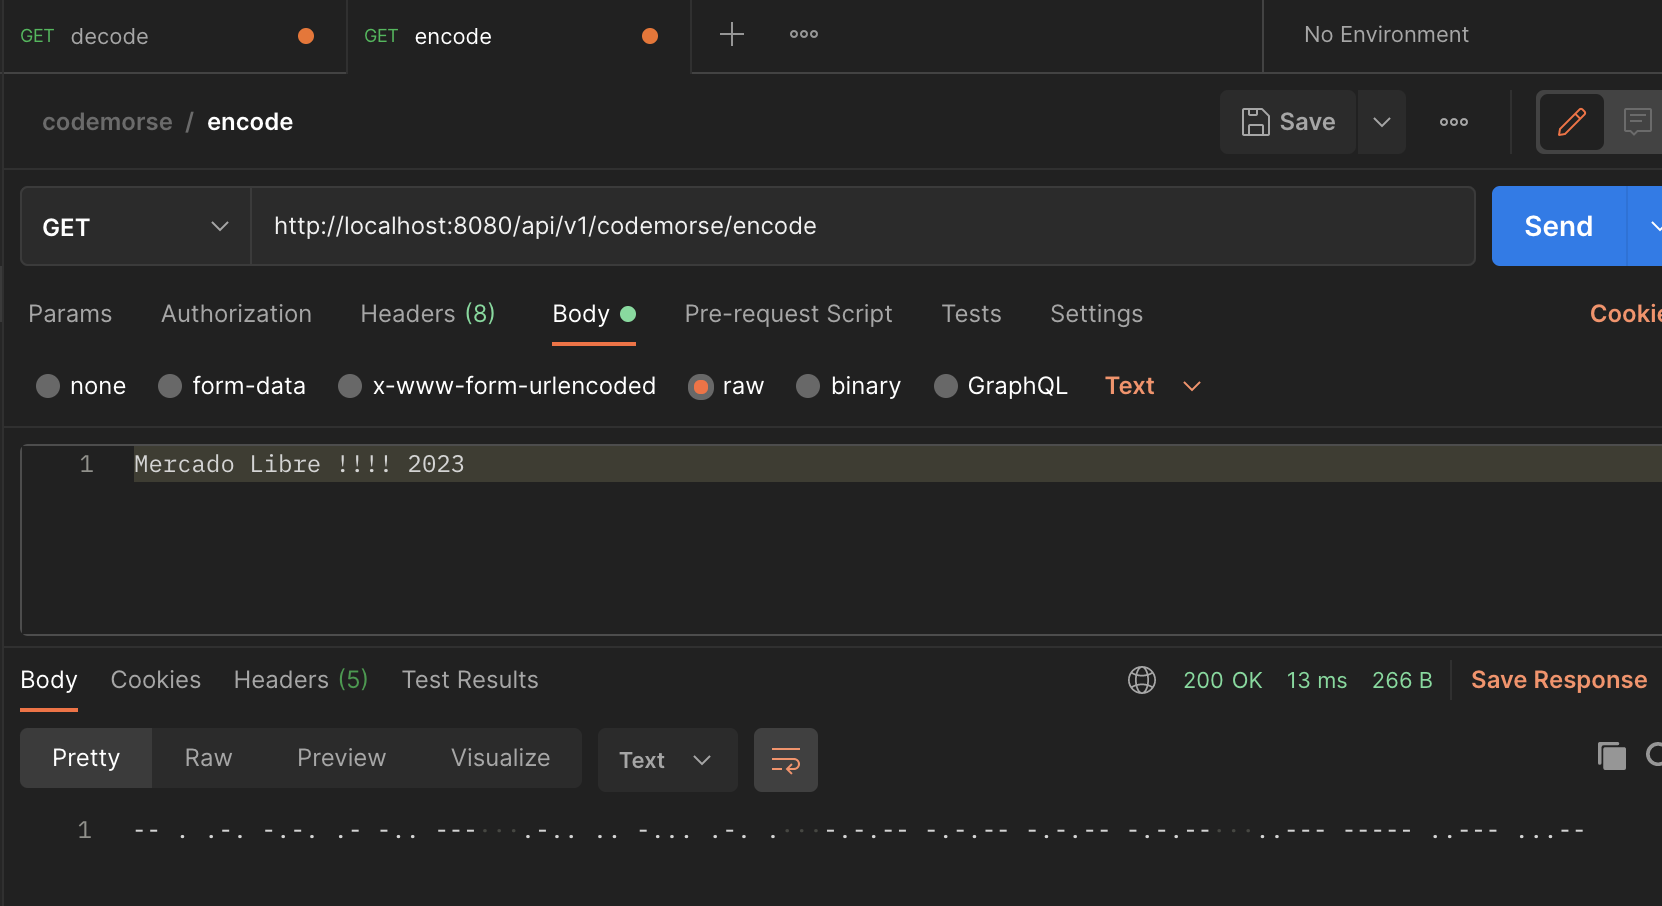 GET decode GET encode No Environment
codemorse / encode Save
GET http://localhost:8080/api/v1/codemorse/encode Send
Params Authorization Headers (8) Body Pre-request Script Tests Settings Cookie
none form-data x-www-form-urlencoded raw binary GraphQL Text
1 Mercado Libre !!!! 2023
Body Cookies Headers (5) Test Results 200 OK 13 ms 266 B Save Response
Pretty Raw Preview Visualize Text
1 -- . .-. -.-. .- -.. ---   .-.. .. -... .-. .   -.-.-- -.-.-- -.-.-- -.-.--   ..--- ----- ..--- ...--